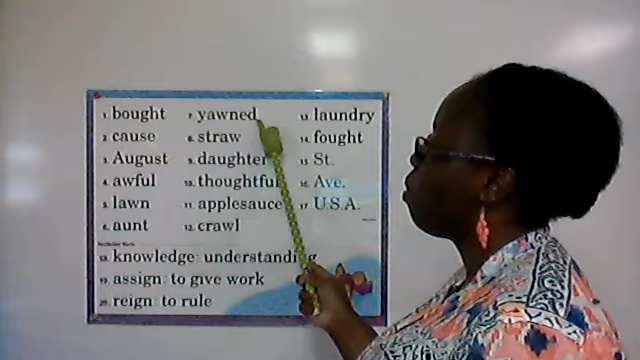 1. bought
2. cause
3. August
4. awful
5. lawn
6. aunt
7. yawned
8. straw
9. daughter
10. thoughtful
11. applesauce
12. crawl
13. laundry
14. fought
15. St.
16. Ave.
17. U.S.A.
Vocabulary Words
18. knowledge: understanding
19. assign: to give work
20. reign: to rule